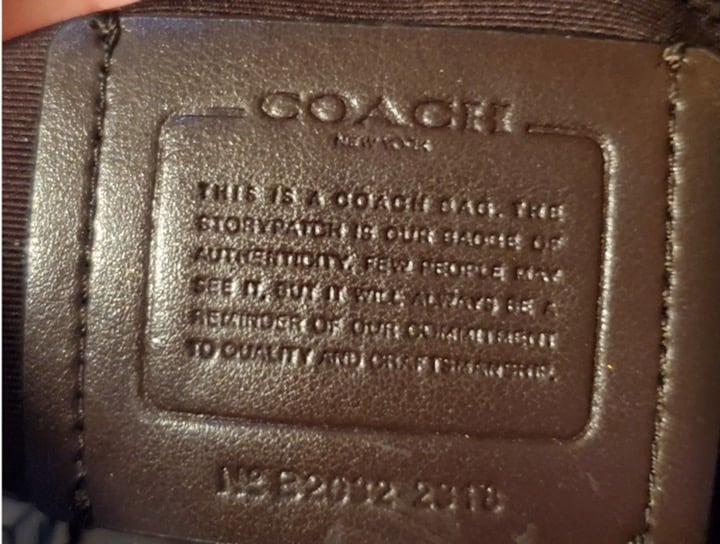 COACH
NEW YORK
THIS IS A COACH BAG. THE
STORYPATCH IS OUR BADGE OF
AUTHENTICITY. FEW PEOPLE MAY
SEE IT, BUT IT WILL ALWAYS BE A
REMINDER OF OUR COMMITMENT
TO QUALITY AND CRAFTSMANSHIP.
Nº